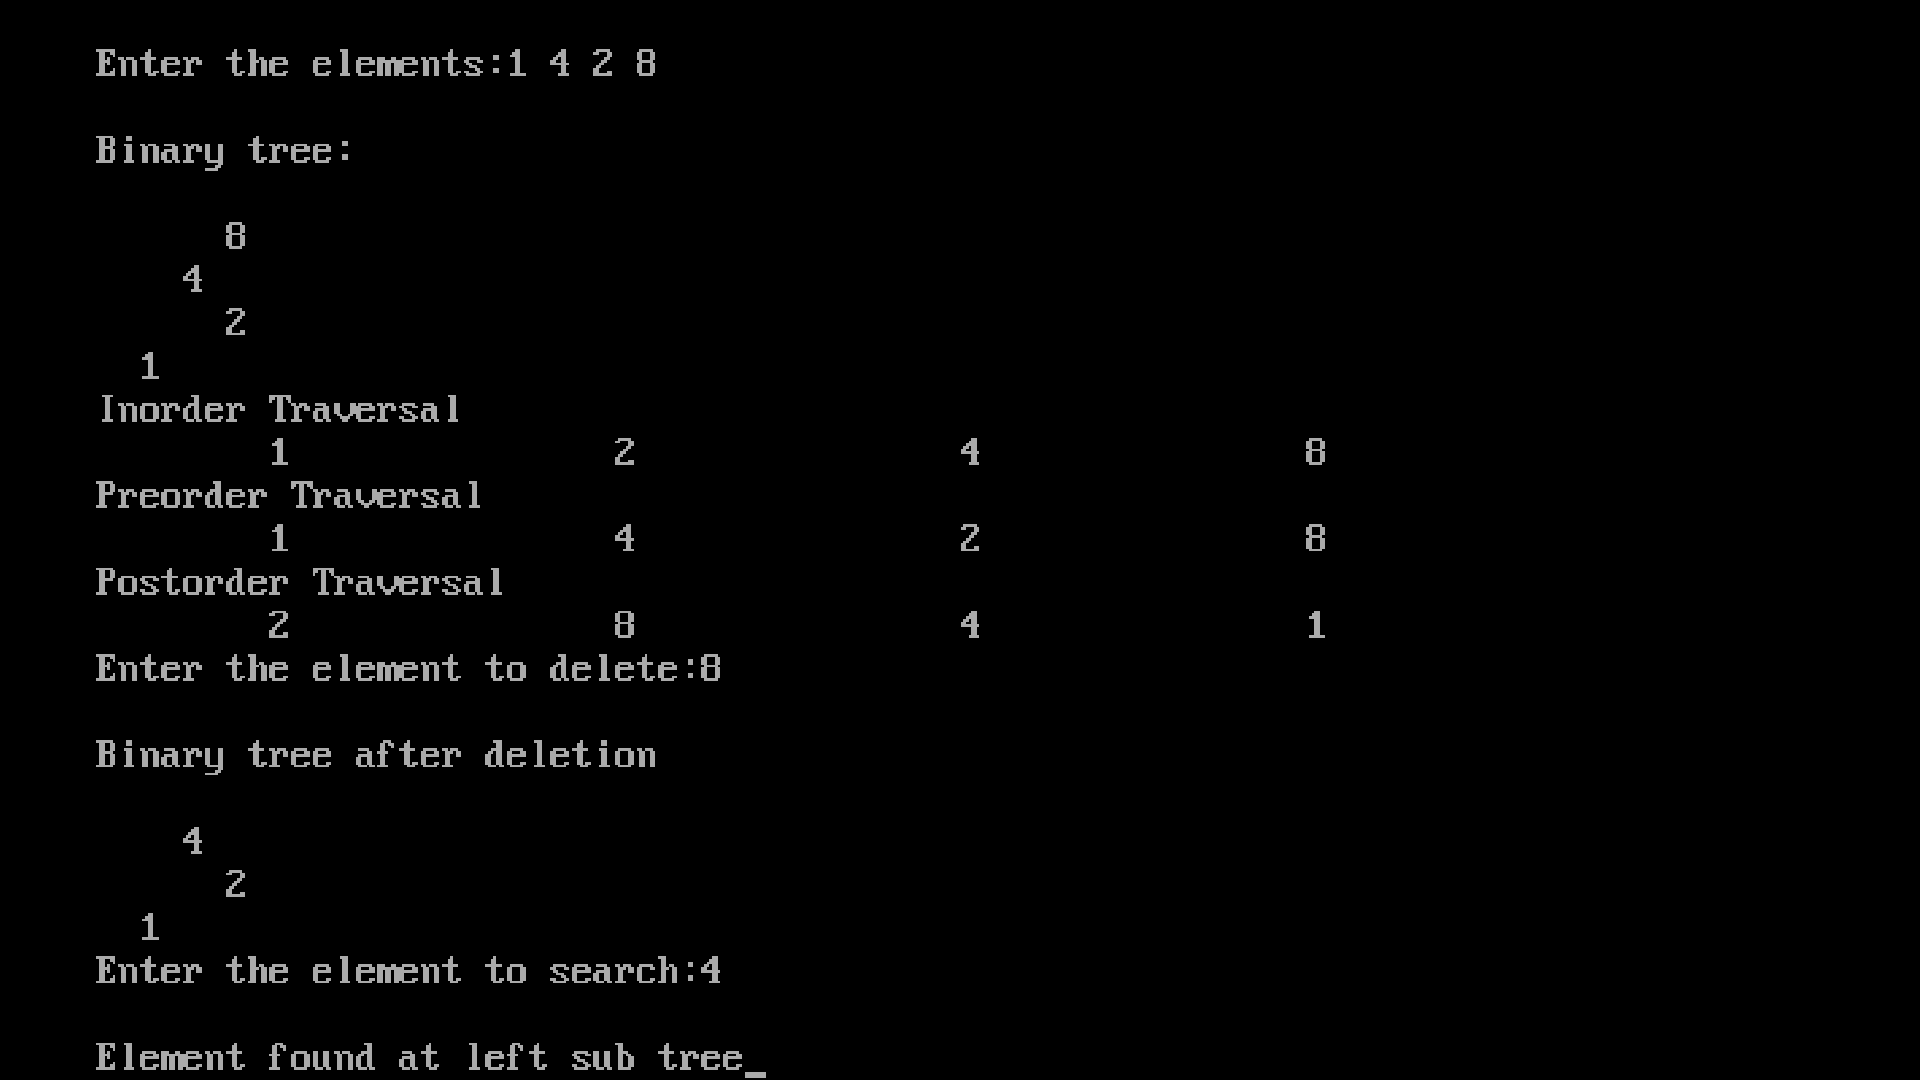 Enter the elements:1 4 2 8
Binary tree:
8
4
2
1
Inorder Traversal
1 2 4 8
Preorder Traversal
1 4 2 8
Postorder Traversal
2 8 4 1
Enter the element to delete:8
Binary tree after deletion
4
2
1
Enter the element to search:4
Element found at left sub tree_